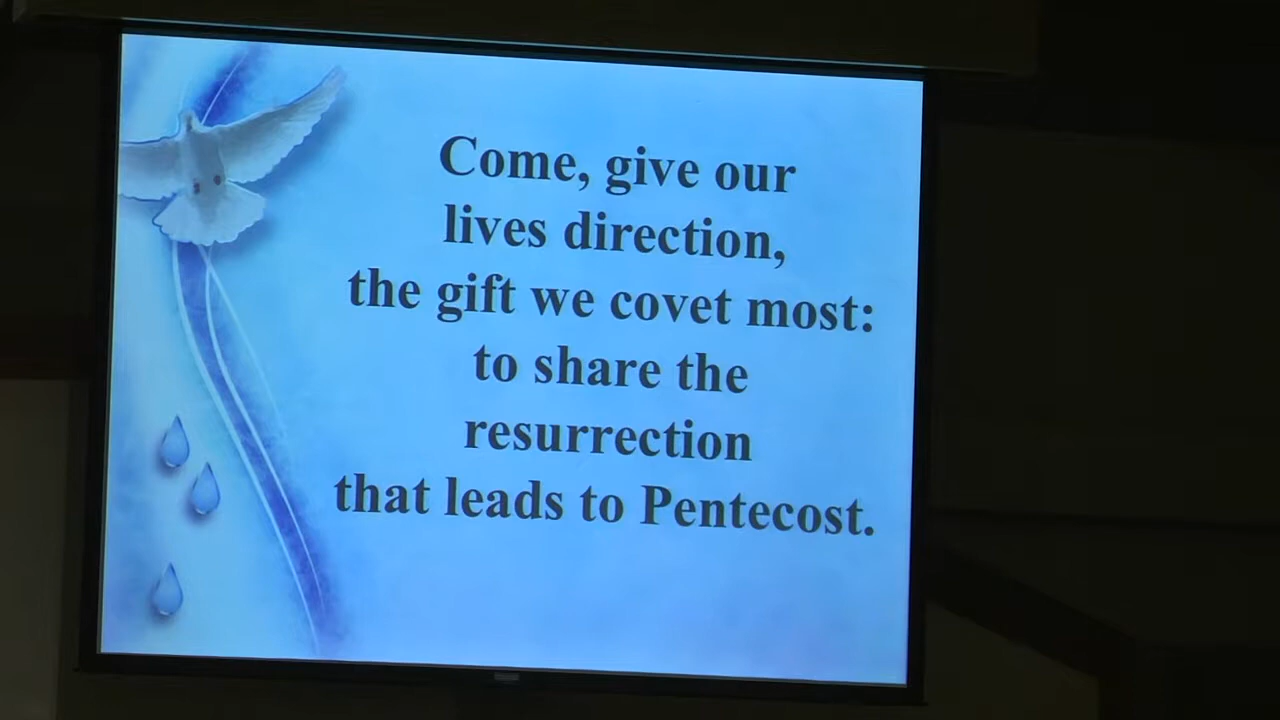 Come, give our
lives direction,
the gift we covet most:
to share the
resurrection
that leads to Pentecost.